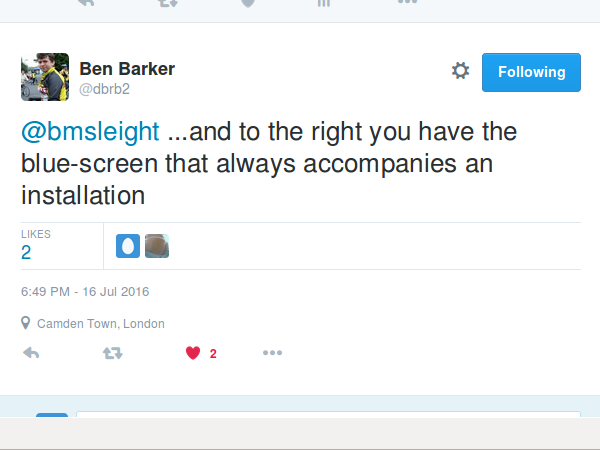 Ben Barker
@dbrb2
Following
@bmsleight ...and to the right you have the
blue-screen that always accompanies an
installation
LIKES
2
6:49 PM - 16 Jul 2016
Camden Town, London
2